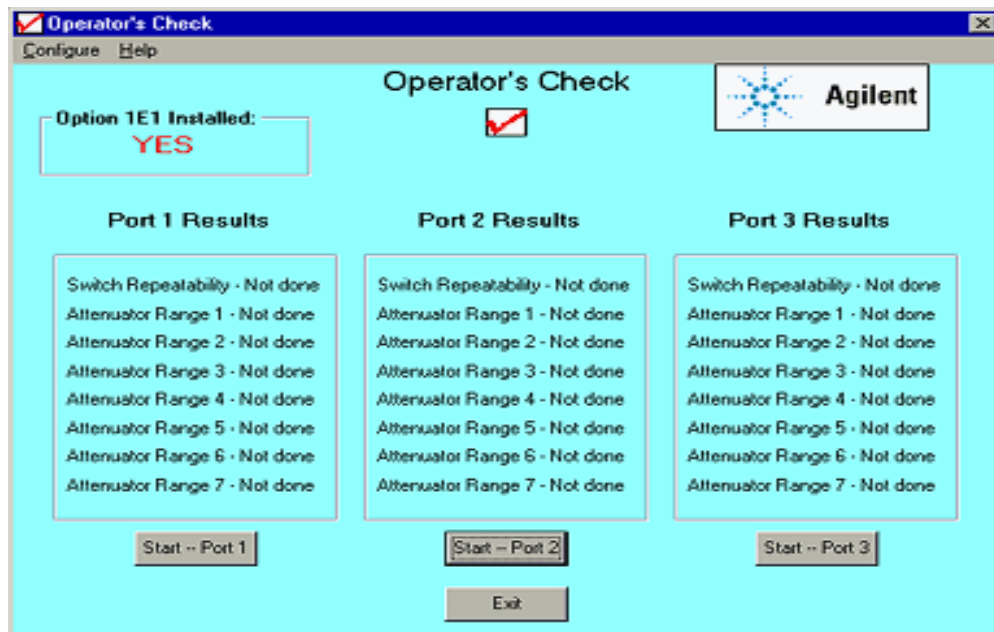 Operator's Check
Configure Help
Operator's Check
Agilent
Option 1E1 Installed:
YES
Port 1 Results
Switch Repeatability - Not done
Attenuator Range 1 - Not done
Attenuator Range 2 - Not done
Attenuator Range 3 - Not done
Attenuator Range 4 - Not done
Attenuator Range 5 - Not done
Attenuator Range 6 - Not done
Attenuator Range 7 - Not done
Start -- Port 1
Port 2 Results
Switch Repeatability - Not done
Attenuator Range 1 - Not done
Attenuator Range 2 - Not done
Attenuator Range 3 - Not done
Attenuator Range 4 - Not done
Attenuator Range 5 - Not done
Attenuator Range 6 - Not done
Attenuator Range 7 - Not done
Start -- Port 2
Port 3 Results
Switch Repeatability - Not done
Attenuator Range 1 - Not done
Attenuator Range 2 - Not done
Attenuator Range 3 - Not done
Attenuator Range 4 - Not done
Attenuator Range 5 - Not done
Attenuator Range 6 - Not done
Attenuator Range 7 - Not done
Start -- Port 3
Exit